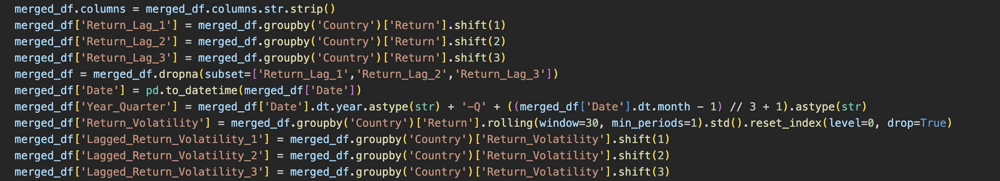 merged_df.columns = merged_df.columns.str.strip()
merged_df['Return_Lag_1'] = merged_df.groupby('Country')['Return'].shift(1)
merged_df['Return_Lag_2'] = merged_df.groupby('Country')['Return'].shift(2)
merged_df['Return_Lag_3'] = merged_df.groupby('Country')['Return'].shift(3)
merged_df = merged_df.dropna(subset=['Return_Lag_1','Return_Lag_2','Return_Lag_3'])
merged_df['Date'] = pd.to_datetime(merged_df['Date'])
merged_df['Year_Quarter'] = merged_df['Date'].dt.year.astype(str) + '-Q' + ((merged_df['Date'].dt.month - 1) // 3 + 1).astype(str)
merged_df['Return_Volatility'] = merged_df.groupby('Country')['Return'].rolling(window=30, min_periods=1).std().reset_index(level=0, drop=True)
merged_df['Lagged_Return_Volatility_1'] = merged_df.groupby('Country')['Return_Volatility'].shift(1)
merged_df['Lagged_Return_Volatility_2'] = merged_df.groupby('Country')['Return_Volatility'].shift(2)
merged_df['Lagged_Return_Volatility_3'] = merged_df.groupby('Country')['Return_Volatility'].shift(3)